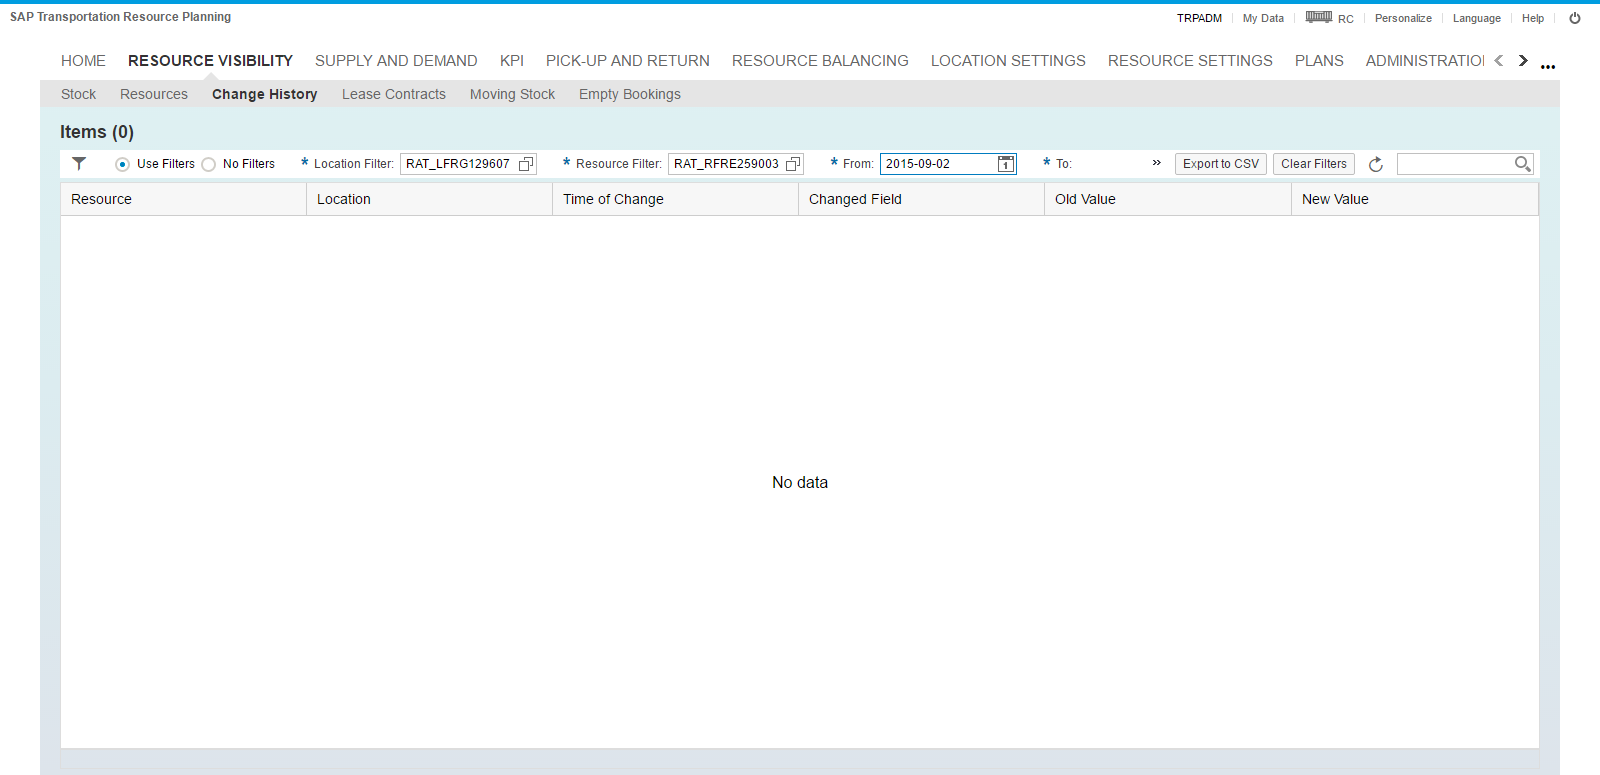 SAP Transportation Resource Planning
TRPADM My Data RC Personalize Language Help
HOME RESOURCE VISIBILITY SUPPLY AND DEMAND KPI PICK-UP AND RETURN RESOURCE BALANCING LOCATION SETTINGS RESOURCE SETTINGS PLANS ADMINISTRATIO
Stock Resources Change History Lease Contracts Moving Stock Empty Bookings
Items (0)
Use Filters No Filters * Location Filter: RAT_LFRG129607 * Resource Filter: RAT_RFRE259003 * From: 2015-09-02 1 * To: » Export to CSV Clear Filters
Resource Location Time of Change Changed Field Old Value New Value
No data